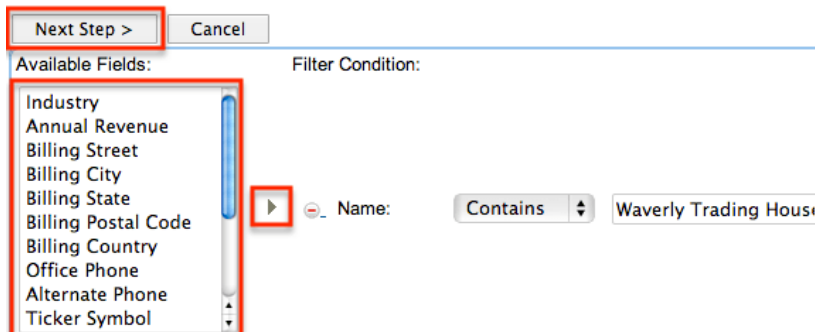 Next Step > Cancel
Available Fields: Filter Condition:
Industry
Annual Revenue
Billing Street
Billing City
Billing State
Billing Postal Code
Billing Country
Office Phone
Alternate Phone
Ticker Symbol
Name: Contains Waverly Trading House